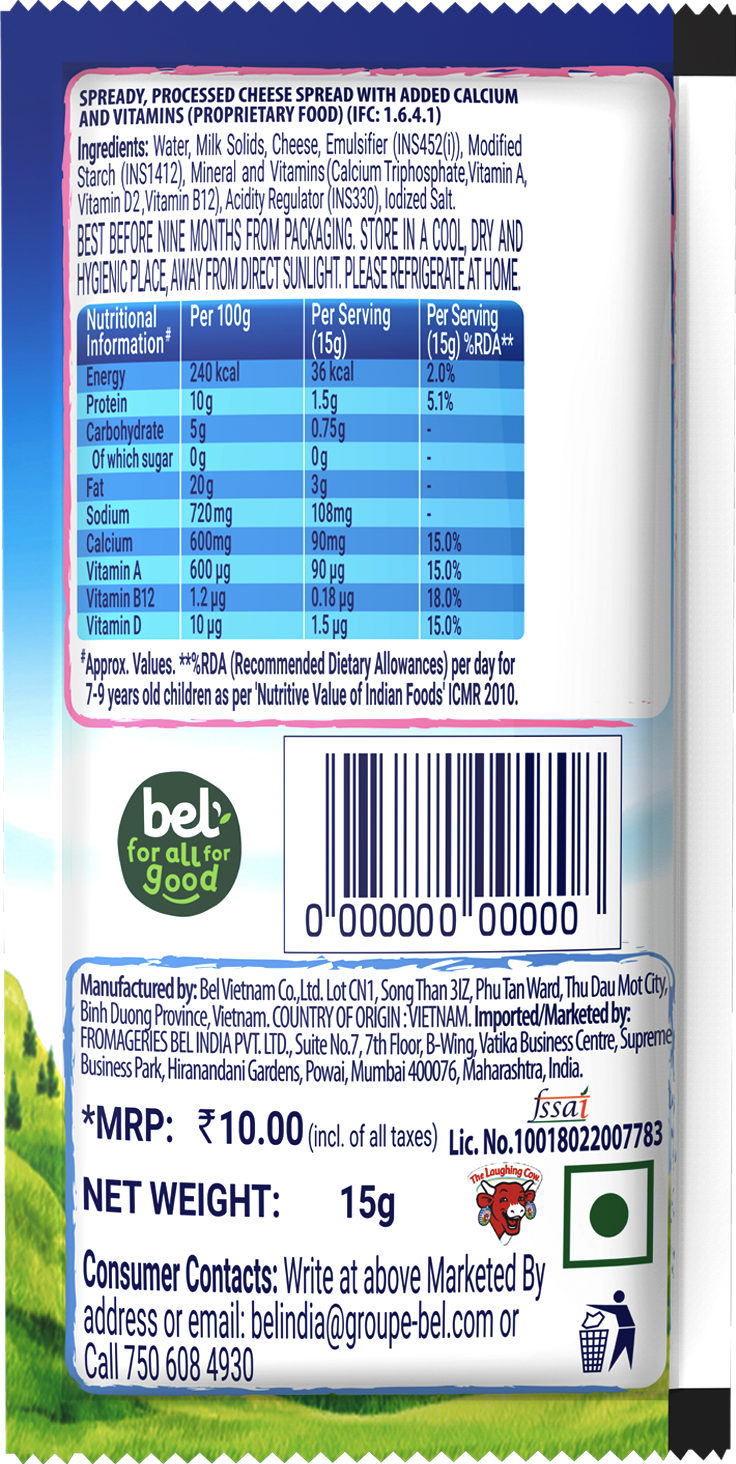 SPREADY, PROCESSED CHEESE SPREAD WITH ADDED CALCIUM
AND VITAMINS (PROPRIETARY FOOD) (IFC: 1.6.4.1)
Ingredients: Water, Milk Solids, Cheese, Emulsifier (INS452(i)), Modified
Starch (INS1412), Mineral and Vitamins(Calcium Triphosphate,Vitamin A,
Vitamin D2,Vitamin B12), Acidity Regulator (INS330), Iodized Salt.
BEST BEFORE NINE MONTHS FROM PACKAGING. STORE IN A COOL, DRY AND
HYGIENIC PLACE, AWAY FROM DIRECT SUNLIGHT. PLEASE REFRIGERATE AT HOME.
Nutritional Information# Per 100g Per Serving (15g) Per Serving (15g) %RDA**
Energy 240 kcal 36 kcal 2.0%
Protein 10g 1.5g 5.1%
Carbohydrate 5g 0.75g -
Of which sugar 0g 0g -
Fat 20g 3g -
Sodium 720mg 108mg -
Calcium 600mg 90mg 15.0%
Vitamin A 600 µg 90 µg 15.0%
Vitamin B12 1.2 µg 0.18 µg 18.0%
Vitamin D 10 µg 1.5 µg 15.0%
#Approx. Values. **%RDA (Recommended Dietary Allowances) per day for
7-9 years old children as per 'Nutritive Value of Indian Foods' ICMR 2010.
bel
for all for
good
0 000000 00000
Manufactured by: Bel Vietnam Co.,Ltd. Lot CN1, Song Than 3IZ, Phu Tan Ward, Thu Dau Mot City,
Binh Duong Province, Vietnam. COUNTRY OF ORIGIN : VIETNAM. Imported/Marketed by:
FROMAGERIES BEL INDIA PVT. LTD., Suite No.7, 7th Floor, B-Wing, Vatika Business Centre, Supreme
Business Park, Hiranandani Gardens, Powai, Mumbai 400076, Maharashtra, India.
*MRP: ₹10.00 (incl. of all taxes)
fssai
Lic. No.10018022007783
NET WEIGHT: 15g
The Laughing Cow
Consumer Contacts: Write at above Marketed By
address or email: belindia@groupe-bel.com or
Call 750 608 4930